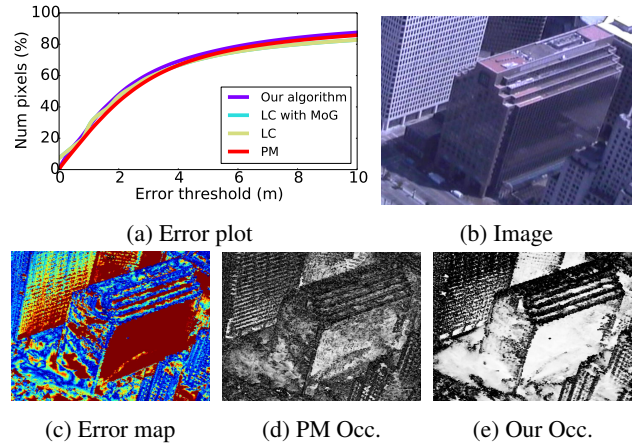 100
80
60
40
20
0
0 2 4 6 8 10
Num pixels (%)
Error threshold (m)
Our algorithm
LC with MoG
LC
PM
(a) Error plot
(b) Image
(c) Error map
(d) PM Occ.
(e) Our Occ.